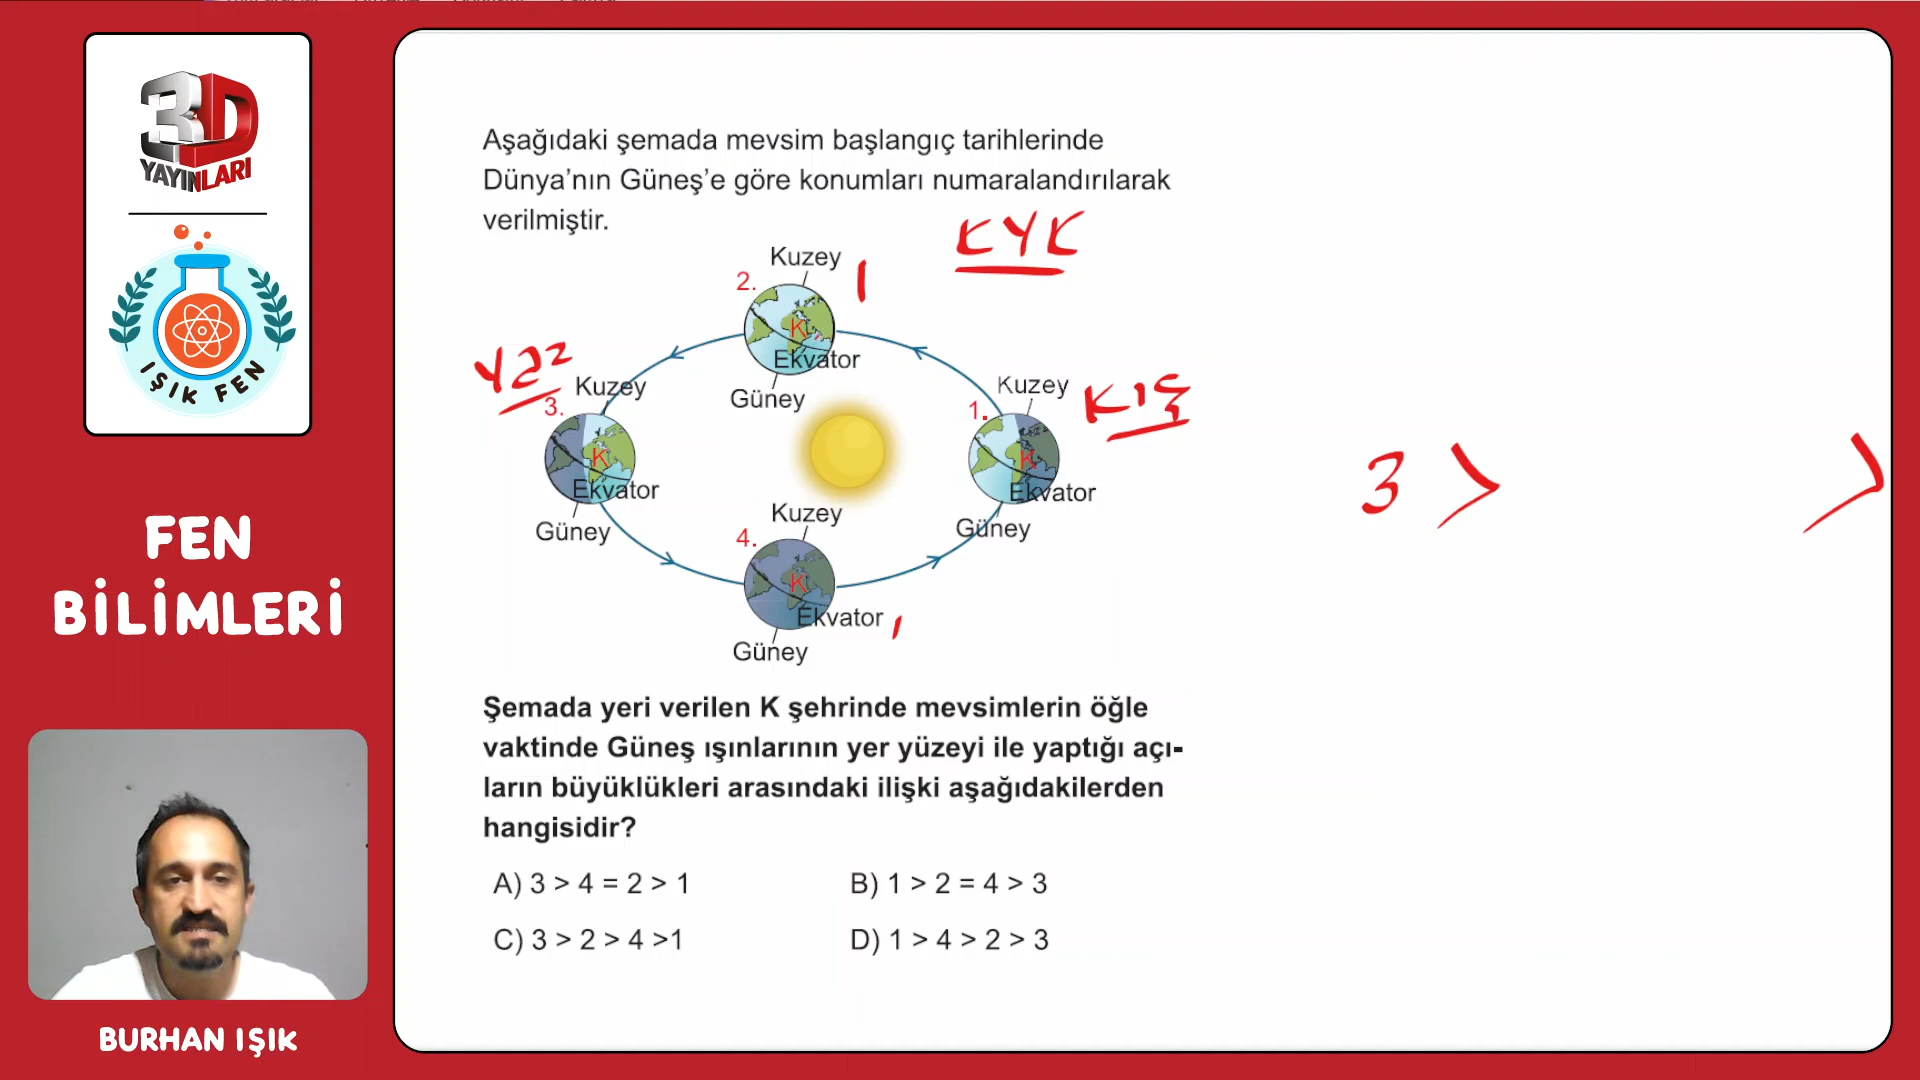 3D
YAYINLARI
IŞIK FEN
FEN
BİLİMLERİ
BURHAN IŞIK
Aşağıdaki şemada mevsim başlangıç tarihlerinde
Dünya’nın Güneş’e göre konumları numaralandırılarak
verilmiştir.
KYK
Kuzey
2.
K
Ekvator
Güney
yaz
Kuzey
3.
K
Ekvator
Güney
Kuzey
1.
KIŞ
K
Ekvator
Güney
Kuzey
4.
K
Ekvator
Güney
3 > >
Şemada yeri verilen K şehrinde mevsimlerin öğle
vaktinde Güneş ışınlarının yer yüzeyi ile yaptığı açı-
ların büyüklükleri arasındaki ilişki aşağıdakilerden
hangisidir?
A) 3 > 4 = 2 > 1
B) 1 > 2 = 4 > 3
C) 3 > 2 > 4 >1
D) 1 > 4 > 2 > 3